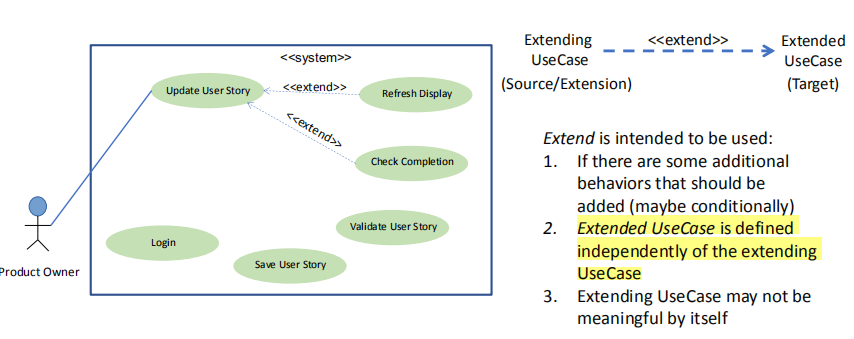 <<system>>
Update User Story
<<extend>>
Refresh Display
<<extend>>
Check Completion
Validate User Story
Login
Save User Story
Product Owner
Extending
UseCase
(Source/Extension)
<<extend>>
Extended
UseCase
(Target)
Extend is intended to be used:
1. If there are some additional
behaviors that should be
added (maybe conditionally)
2. Extended UseCase is defined
independently of the extending
UseCase
3. Extending UseCase may not be
meaningful by itself